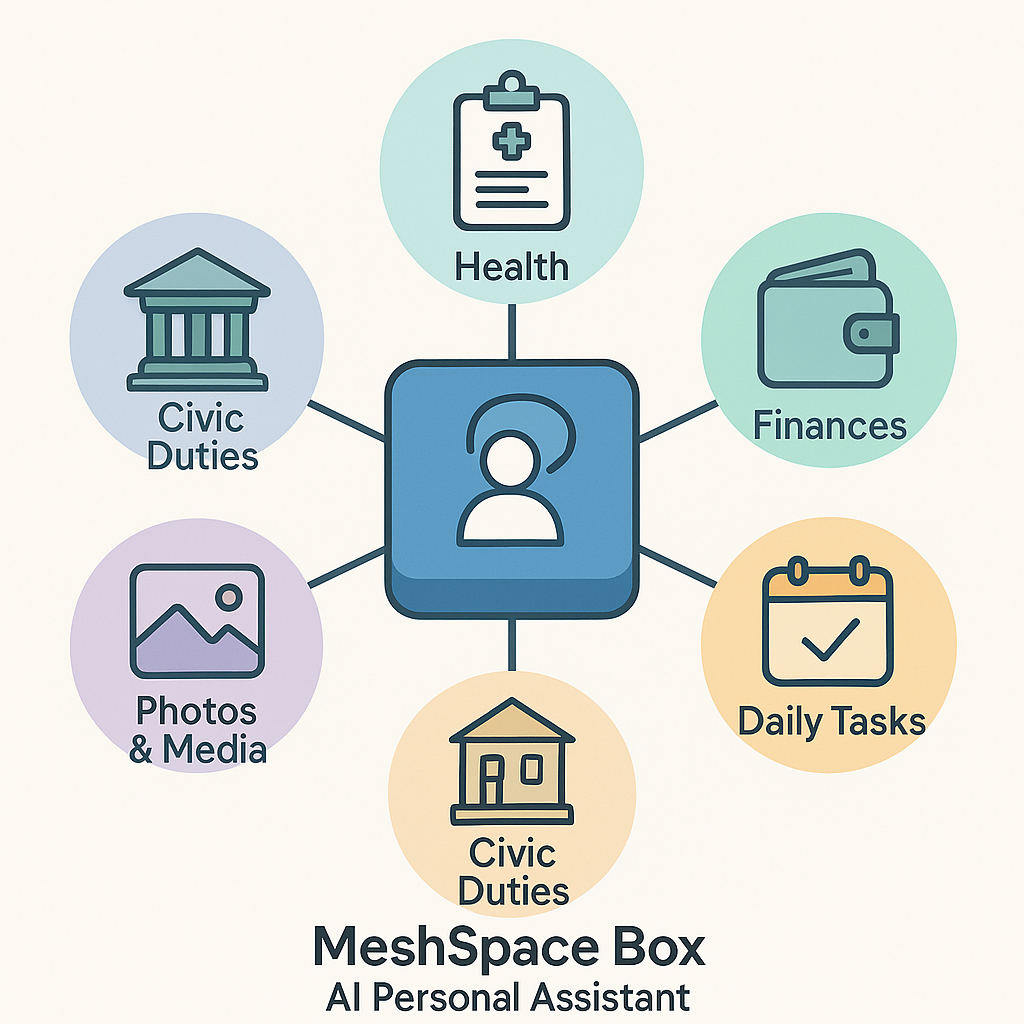 Health
Civic
Duties
Finances
Photos
& Media
Daily Tasks
Civic
Duties
MeshSpace Box
AI Personal Assistant